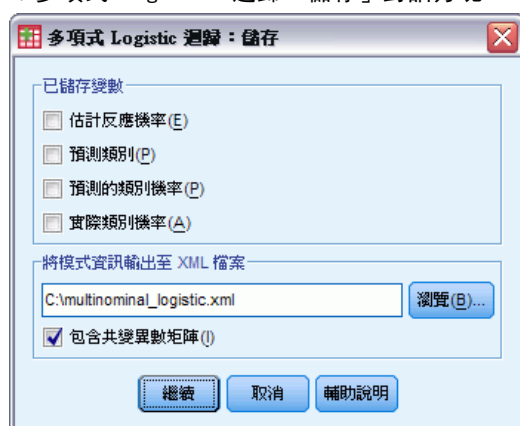 多項式 Logistic 迴歸：儲存
已儲存變數
估計反應機率(E)
預測類別(P)
預測的類別機率(P)
實際類別機率(A)
將模式資訊輸出至 XML 檔案
C:\multinominal_logistic.xml
瀏覽(B)...
包含共變異數矩陣(I)
繼續 取消 輔助說明